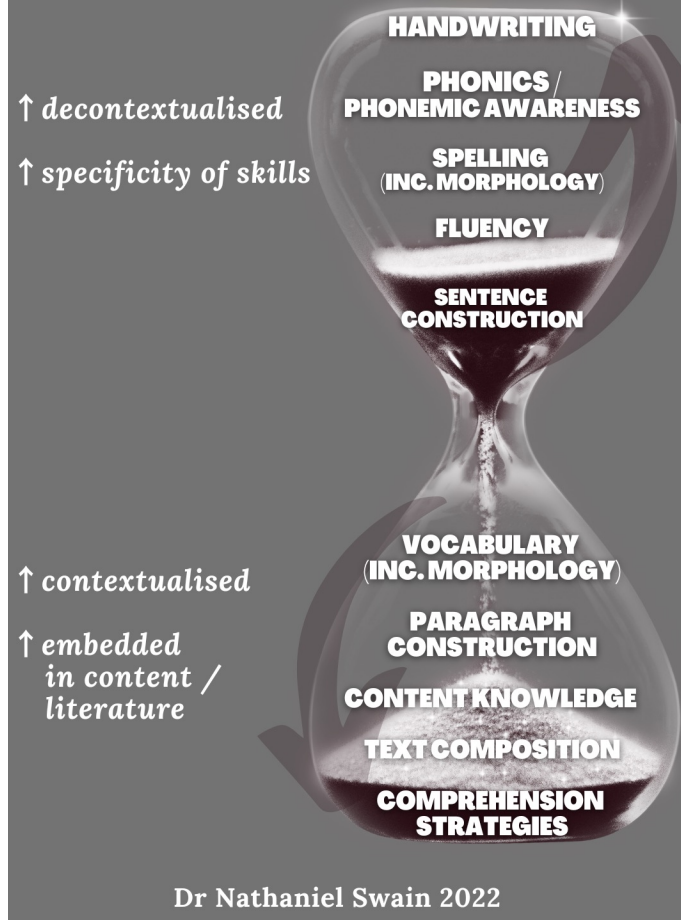 HANDWRITING
PHONICS /
PHONEMIC AWARENESS
↑ decontextualised
↑ specificity of skills
SPELLING
(INC. MORPHOLOGY)
FLUENCY
SENTENCE
CONSTRUCTION
VOCABULARY
(INC. MORPHOLOGY)
↑ contextualised
↑ embedded
in content /
literature
PARAGRAPH
CONSTRUCTION
CONTENT KNOWLEDGE
TEXT COMPOSITION
COMPREHENSION
STRATEGIES
Dr Nathaniel Swain 2022